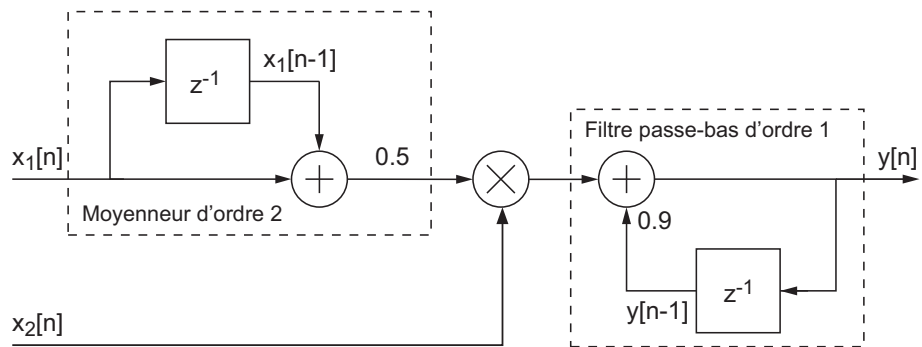 x₁[n-1]
z⁻¹
Filtre passe-bas d'ordre 1
x₁[n]
0.5
y[n]
+
×
+
Moyenneur d'ordre 2
0.9
z⁻¹
y[n-1]
x₂[n]